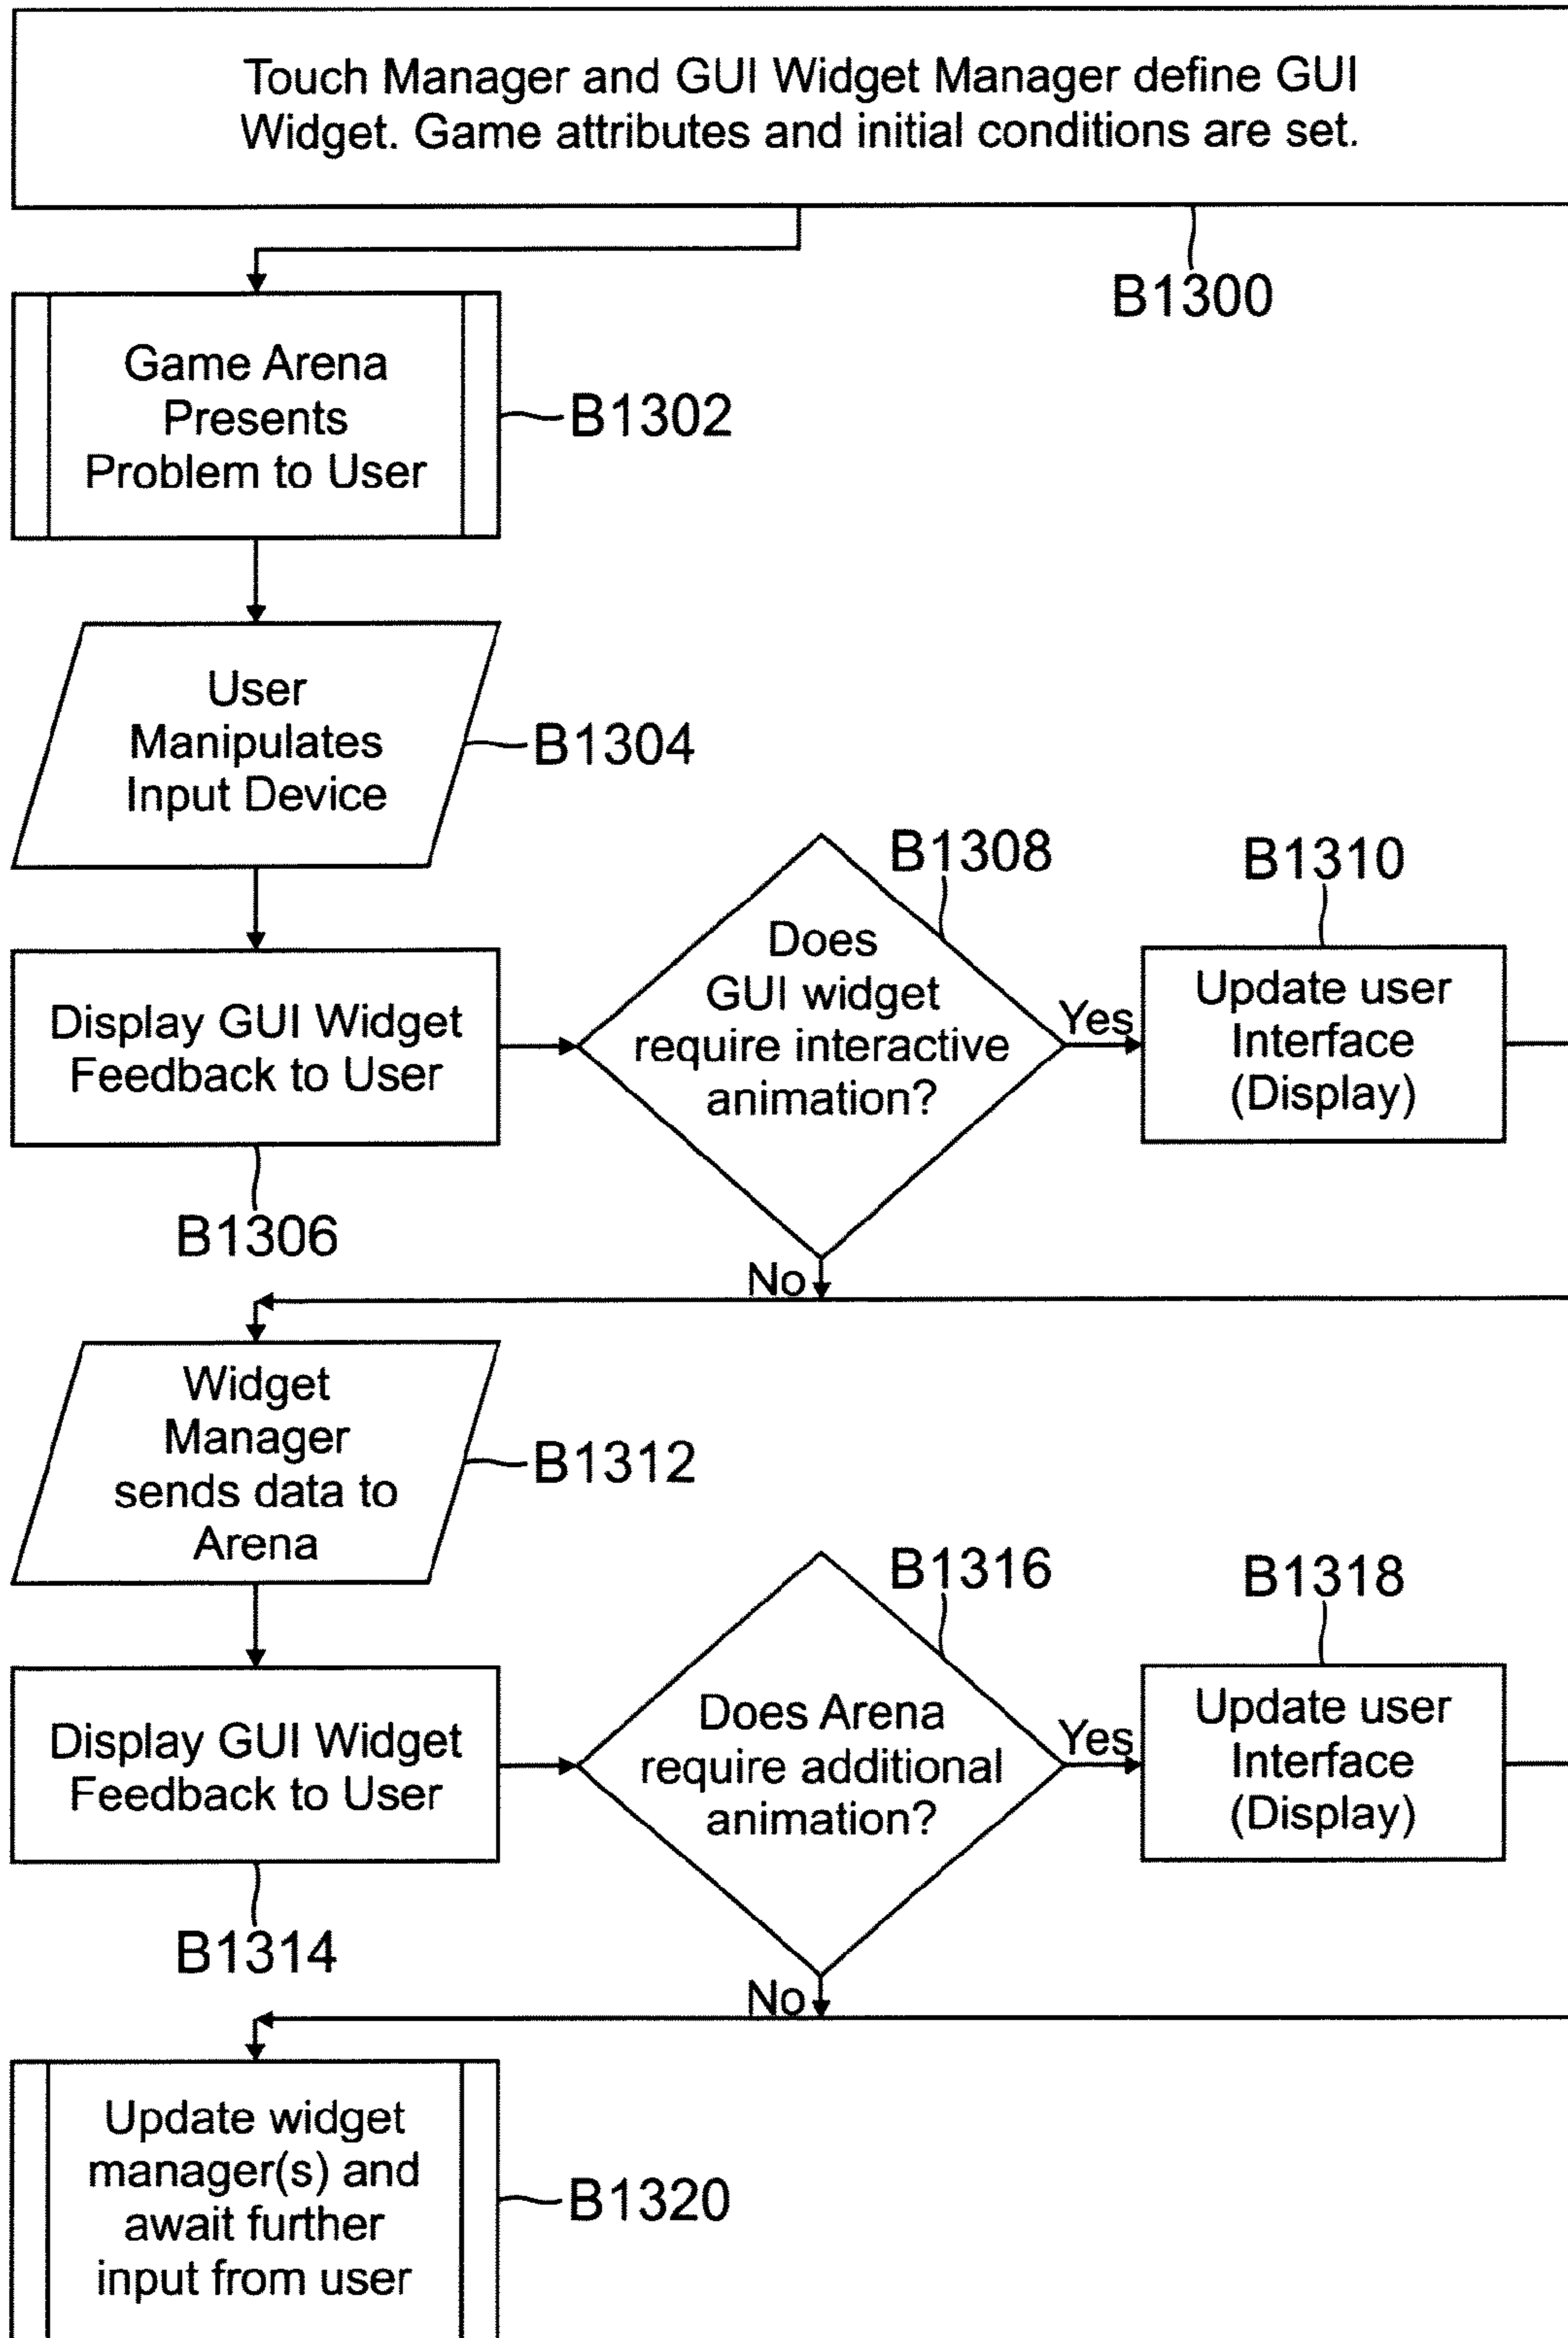 Touch Manager and GUI Widget Manager define GUI
Widget. Game attributes and initial conditions are set.
B1300
Game Arena
Presents
Problem to User
B1302
User
Manipulates
Input Device
B1304
Display GUI Widget
Feedback to User
B1306
Does
GUI widget
require interactive
animation?
B1308
Yes
No
Update user
Interface
(Display)
B1310
Widget
Manager
sends data to
Arena
B1312
Display GUI Widget
Feedback to User
B1314
Does Arena
require additional
animation?
B1316
Yes
No
Update user
Interface
(Display)
B1318
Update widget
manager(s) and
await further
input from user
B1320